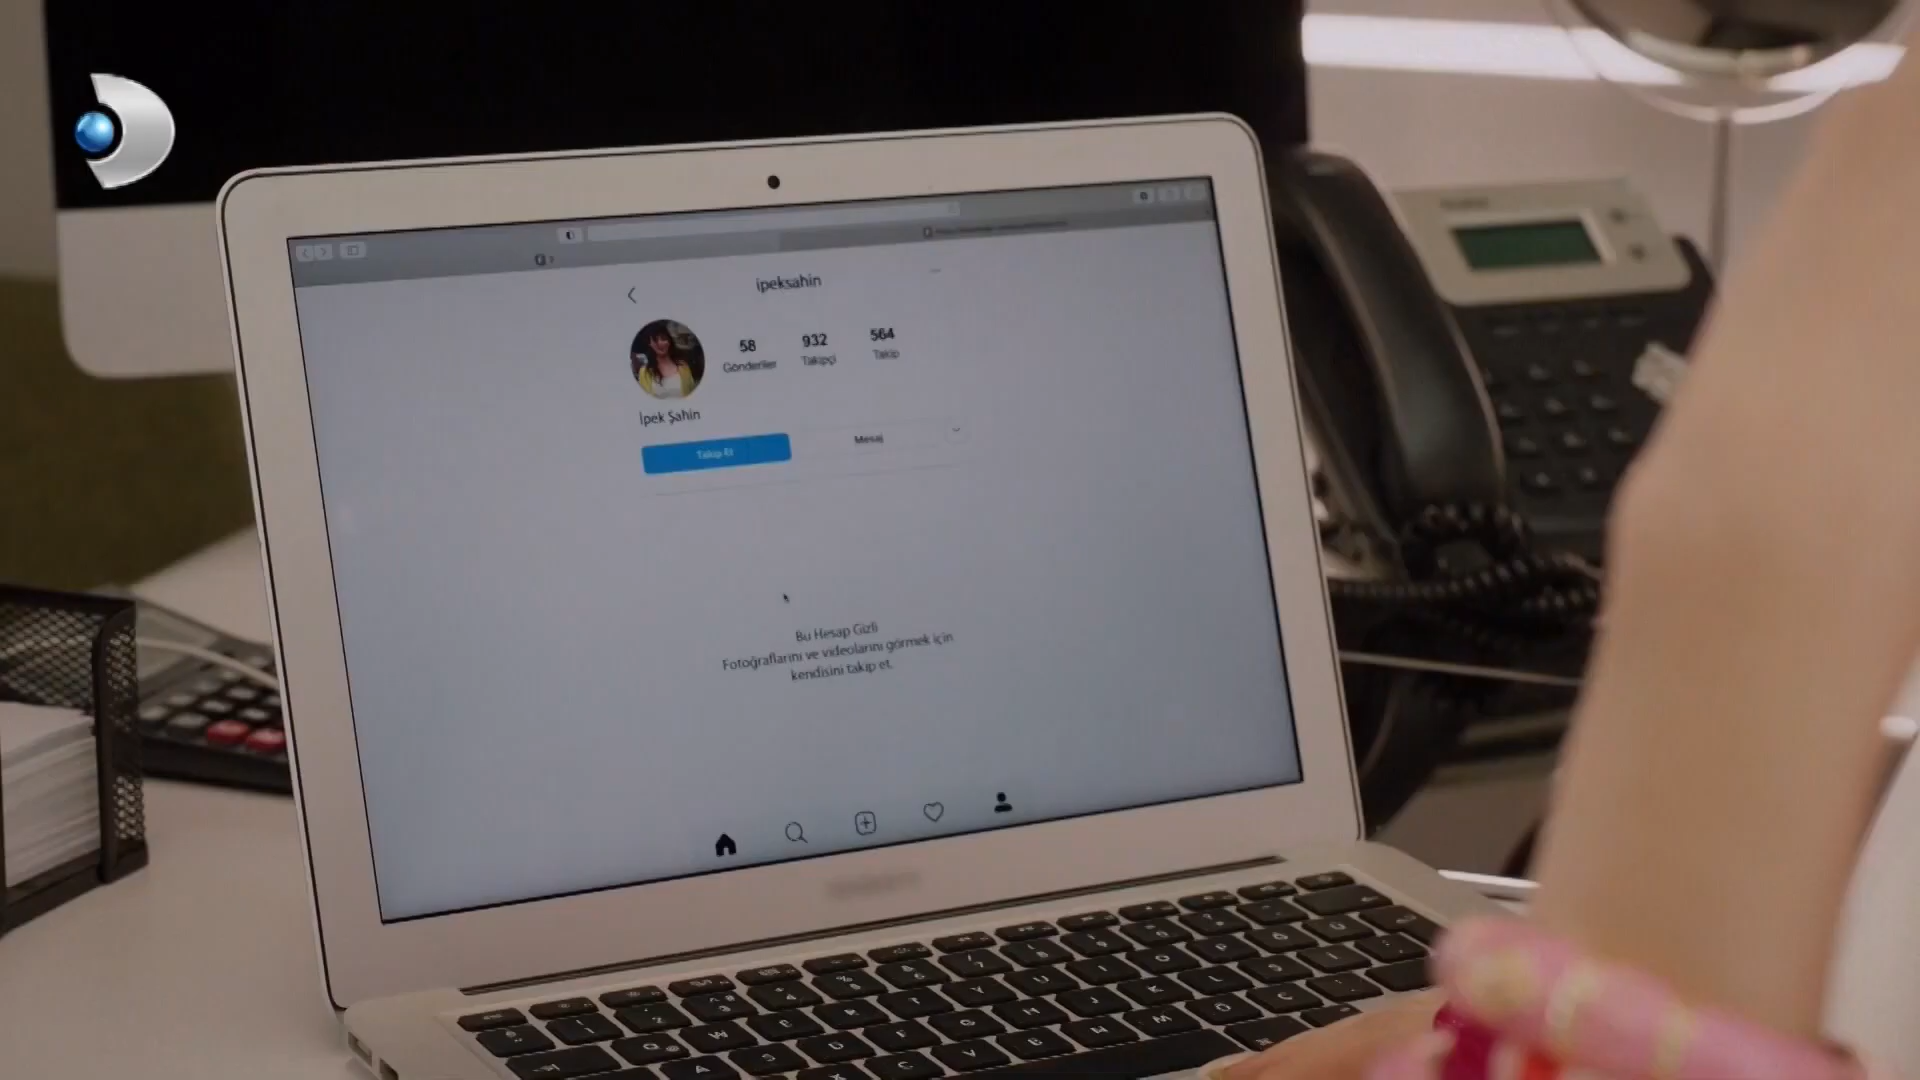 ipeksahin
58
932
564
Gönderiler
Takipçi
Takip
İpek Şahin
Takip Et
Mesaj
Bu Hesap Gizli
Fotoğraflarını ve videolarını görmek için
kendisini takip et.